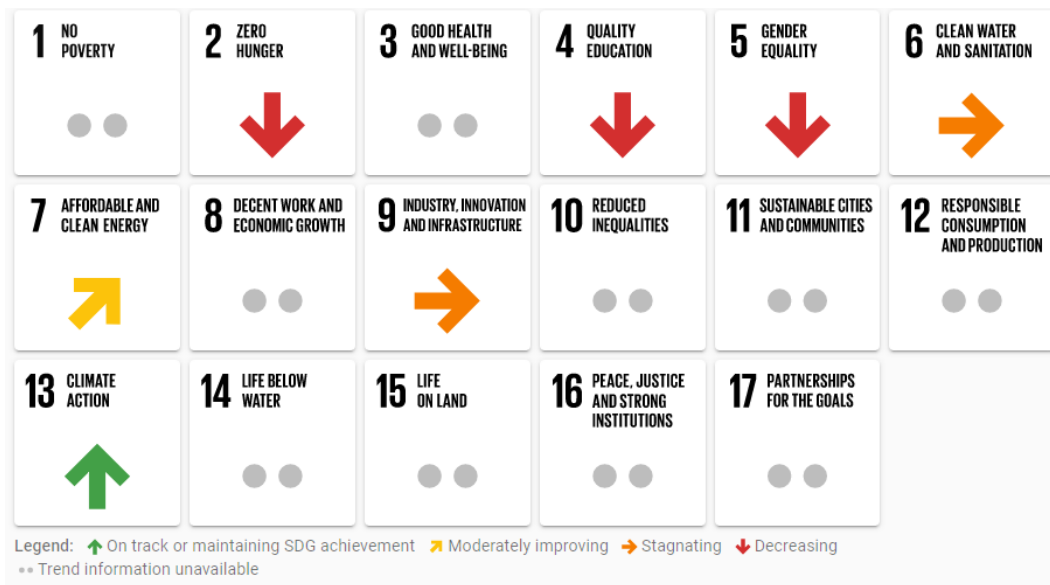 1 NO
POVERTY
2 ZERO
HUNGER
3 GOOD HEALTH
AND WELL-BEING
4 QUALITY
EDUCATION
5 GENDER
EQUALITY
6 CLEAN WATER
AND SANITATION
7 AFFORDABLE AND
CLEAN ENERGY
8 DECENT WORK AND
ECONOMIC GROWTH
9 INDUSTRY, INNOVATION
AND INFRASTRUCTURE
10 REDUCED
INEQUALITIES
11 SUSTAINABLE CITIES
AND COMMUNITIES
12 RESPONSIBLE
CONSUMPTION
AND PRODUCTION
13 CLIMATE
ACTION
14 LIFE BELOW
WATER
15 LIFE
ON LAND
16 PEACE, JUSTICE
AND STRONG
INSTITUTIONS
17 PARTNERSHIPS
FOR THE GOALS
Legend: On track or maintaining SDG achievement Moderately improving Stagnating Decreasing
Trend information unavailable